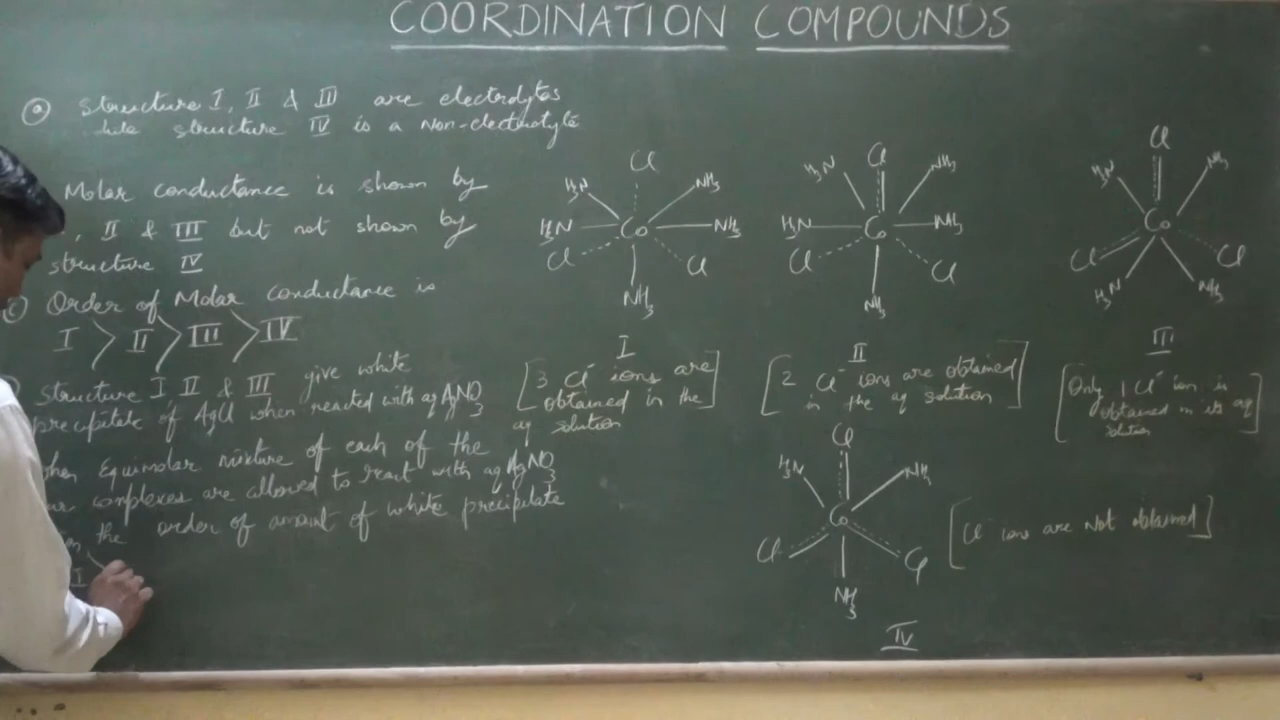 COORDINATION COMPOUNDS
ⓐ Structure I, II & III are electrolytes
structure IV is a Non-electrolyte
Molar conductance is shown by
, II & III but not shown by
structure IV
Order of Molar conductance is
I > II > III > IV
structure I, II & III give white
precipitate of AgCl when reacted with aq AgNO3
hen Equimolar mixture of each of the
complexes are allowed to react with aq AgNO3
the order of amount of white precipitate
I >
Cl
H3N NH3
H3N Co NH3
Cl Cl
NH3
I
[3 Cl⁻ ions are
obtained in the
aq solution]
Cl
H3N NH3
H3N Co NH3
Cl Cl
NH3
II
[2 Cl⁻ ions are obtained
in the aq solution]
Cl
H3N NH3
Co
Cl Cl
H3N NH3
III
[Only 1 Cl⁻ ion is
obtained in its aq
solution]
Cl
H3N NH3
Co
Cl Cl
NH3
IV
[Cl⁻ ions are Not obtained]